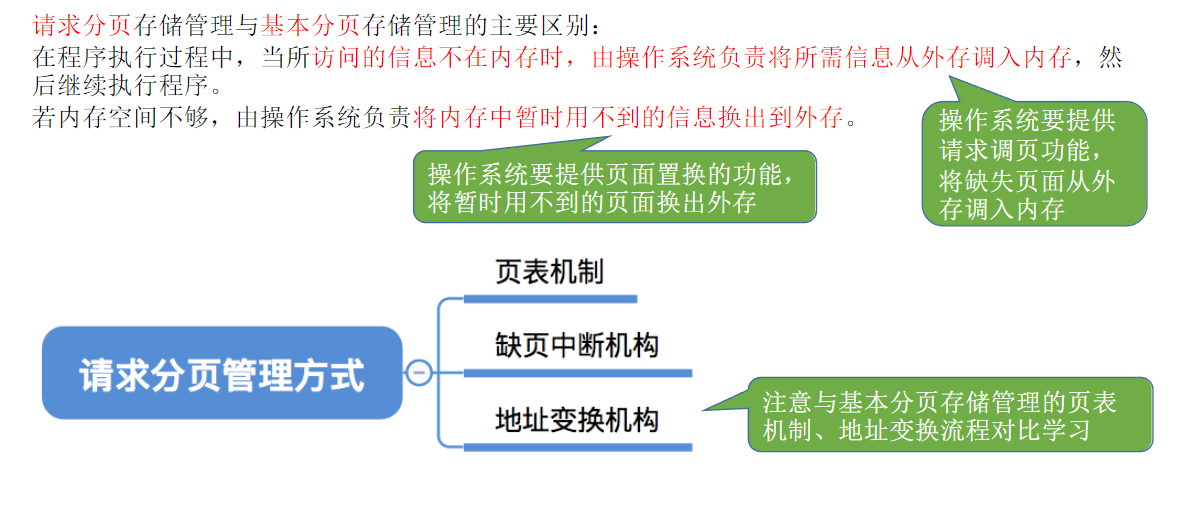 请求分页存储管理与基本分页存储管理的主要区别：
在程序执行过程中，当所访问的信息不在内存时，由操作系统负责将所需信息从外存调入内存，然
后继续执行程序。
若内存空间不够，由操作系统负责将内存中暂时用不到的信息换出到外存。
操作系统要提供
请求调页功能，
将缺失页面从外
存调入内存
操作系统要提供页面置换的功能，
将暂时用不到的页面换出外存
页表机制
缺页中断机构
请求分页管理方式
地址变换机构
注意与基本分页存储管理的页表
机制、地址变换流程对比学习